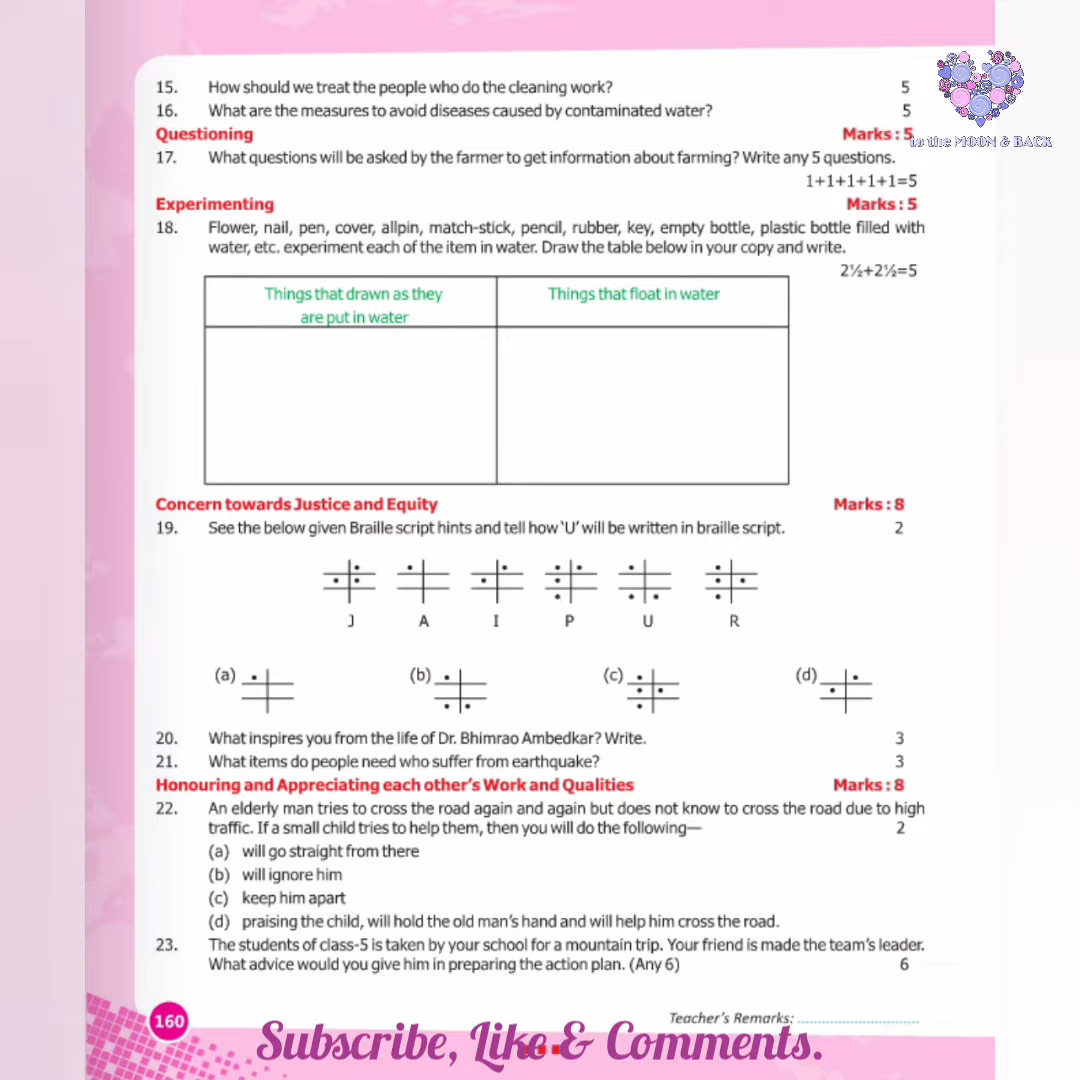 15. How should we treat the people who do the cleaning work? 5
16. What are the measures to avoid diseases caused by contaminated water? 5
Questioning Marks : 5
to the MOON & BACK
17. What questions will be asked by the farmer to get information about farming? Write any 5 questions.
1+1+1+1+1=5
Experimenting Marks : 5
18. Flower, nail, pen, cover, allpin, match-stick, pencil, rubber, key, empty bottle, plastic bottle filled with
water, etc. experiment each of the item in water. Draw the table below in your copy and write.
2½+2½=5
Things that drawn as they
are put in water
Things that float in water
Concern towards Justice and Equity Marks : 8
19. See the below given Braille script hints and tell how 'U' will be written in braille script. 2
J A I P U R
(a) (b) (c) (d)
20. What inspires you from the life of Dr. Bhimrao Ambedkar? Write. 3
21. What items do people need who suffer from earthquake? 3
Honouring and Appreciating each other's Work and Qualities Marks : 8
22. An elderly man tries to cross the road again and again but does not know to cross the road due to high
traffic. If a small child tries to help them, then you will do the following— 2
(a) will go straight from there
(b) will ignore him
(c) keep him apart
(d) praising the child, will hold the old man's hand and will help him cross the road.
23. The students of class-5 is taken by your school for a mountain trip. Your friend is made the team's leader.
What advice would you give him in preparing the action plan. (Any 6) 6
160
Teacher's Remarks:
Subscribe, Like & Comments.